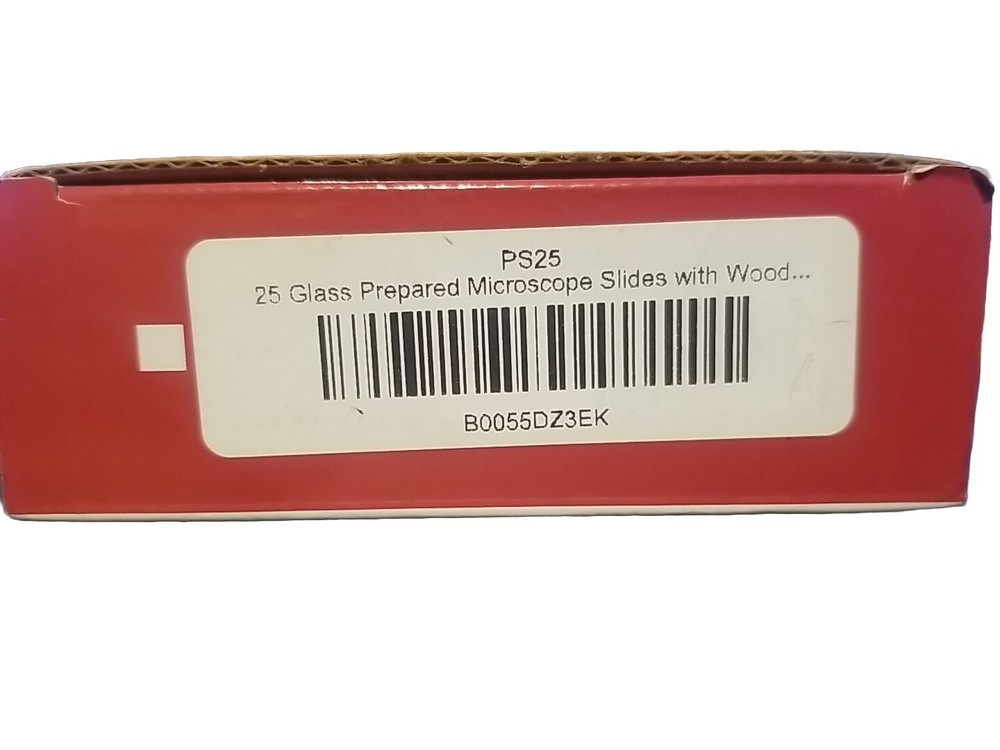 PS25
25 Glass Prepared Microscope Slides with Wood...
B0055DZ3EK